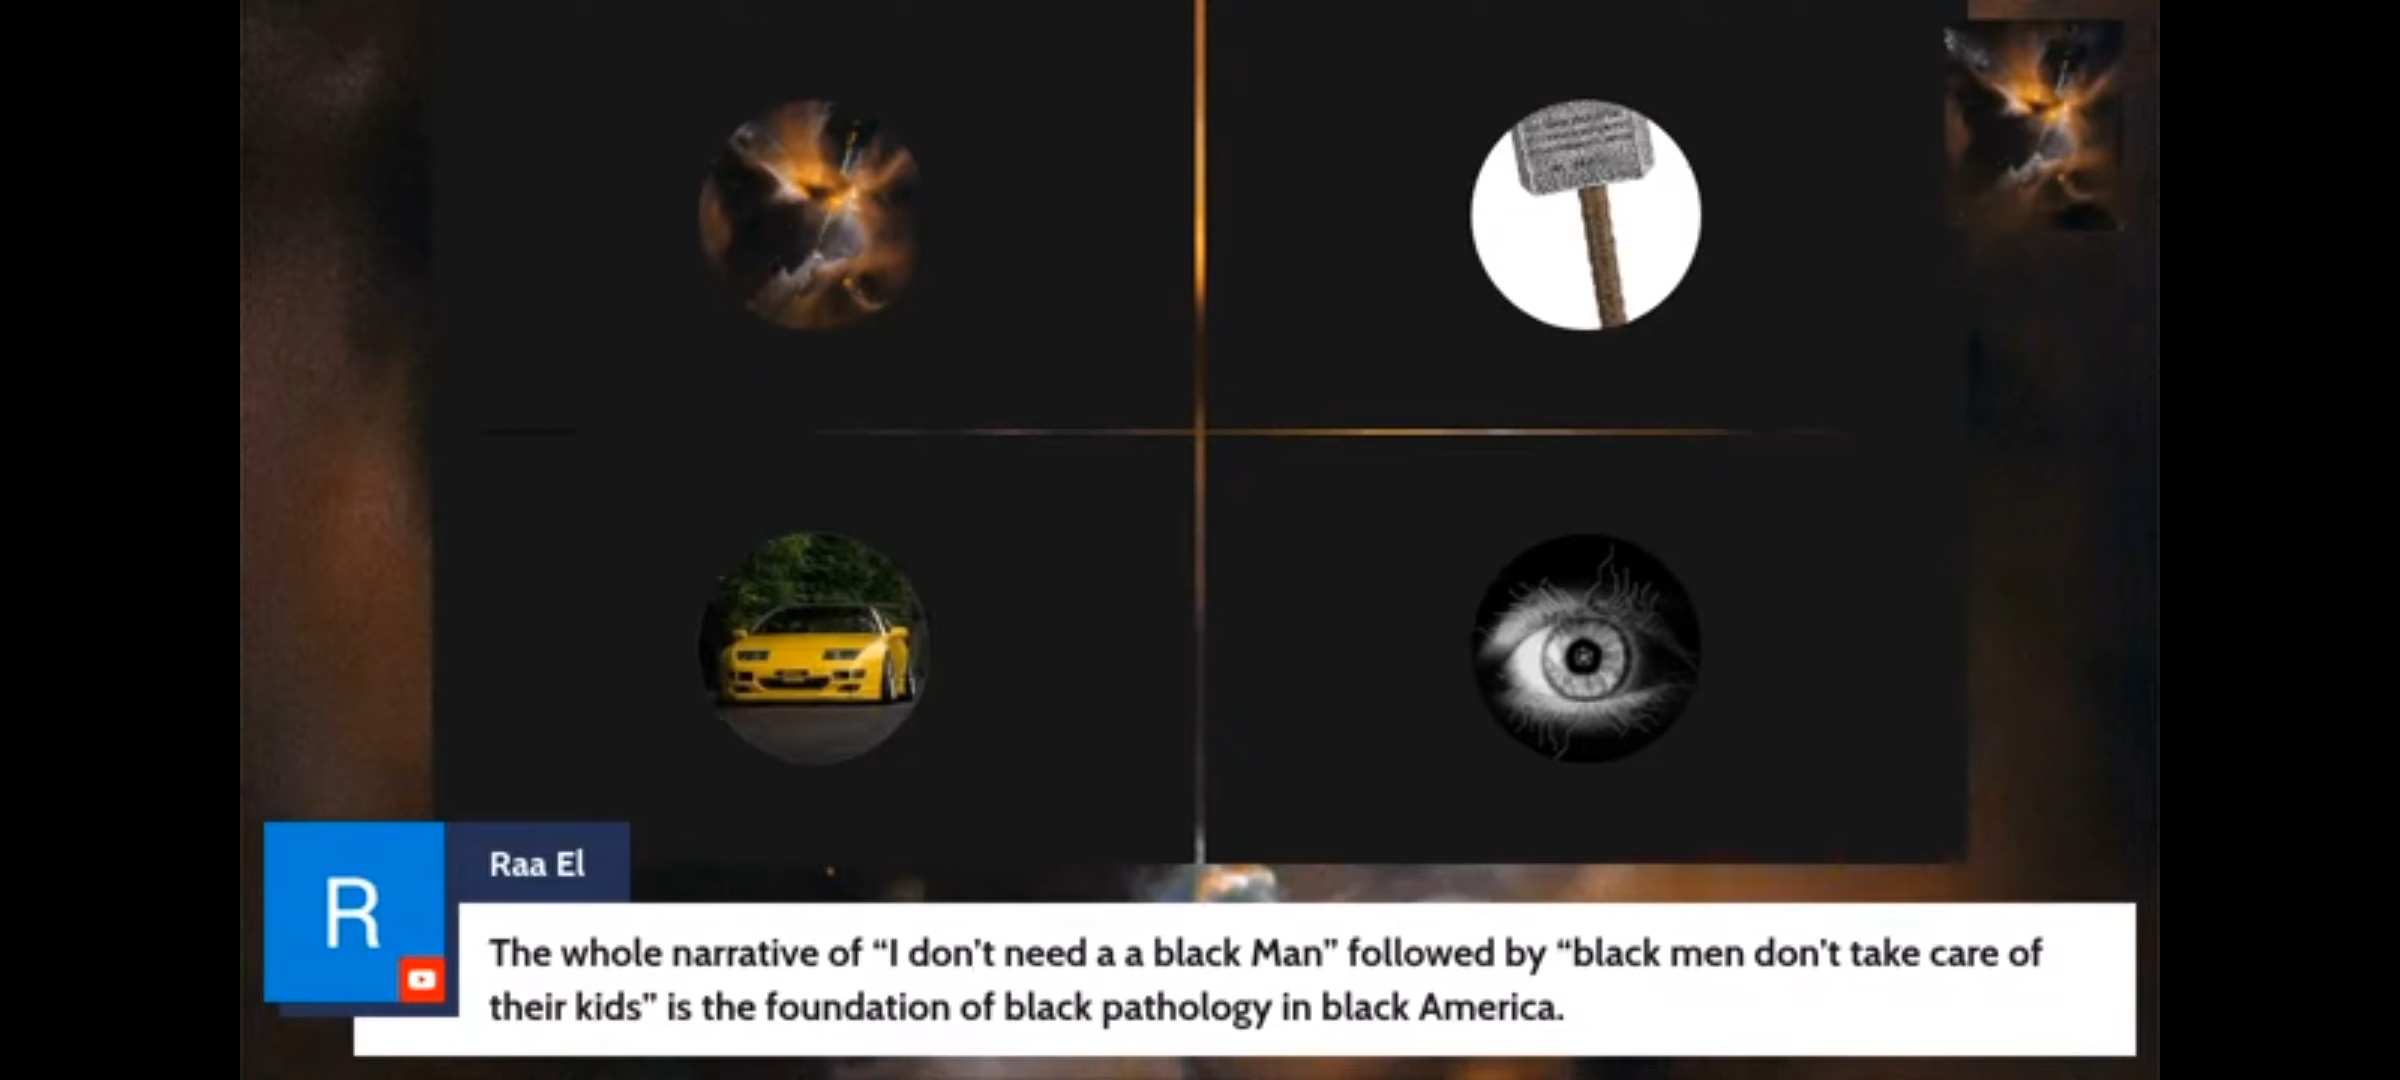 R
Raa El
The whole narrative of “I don't need a a black Man” followed by “black men don't take care of
their kids” is the foundation of black pathology in black America.